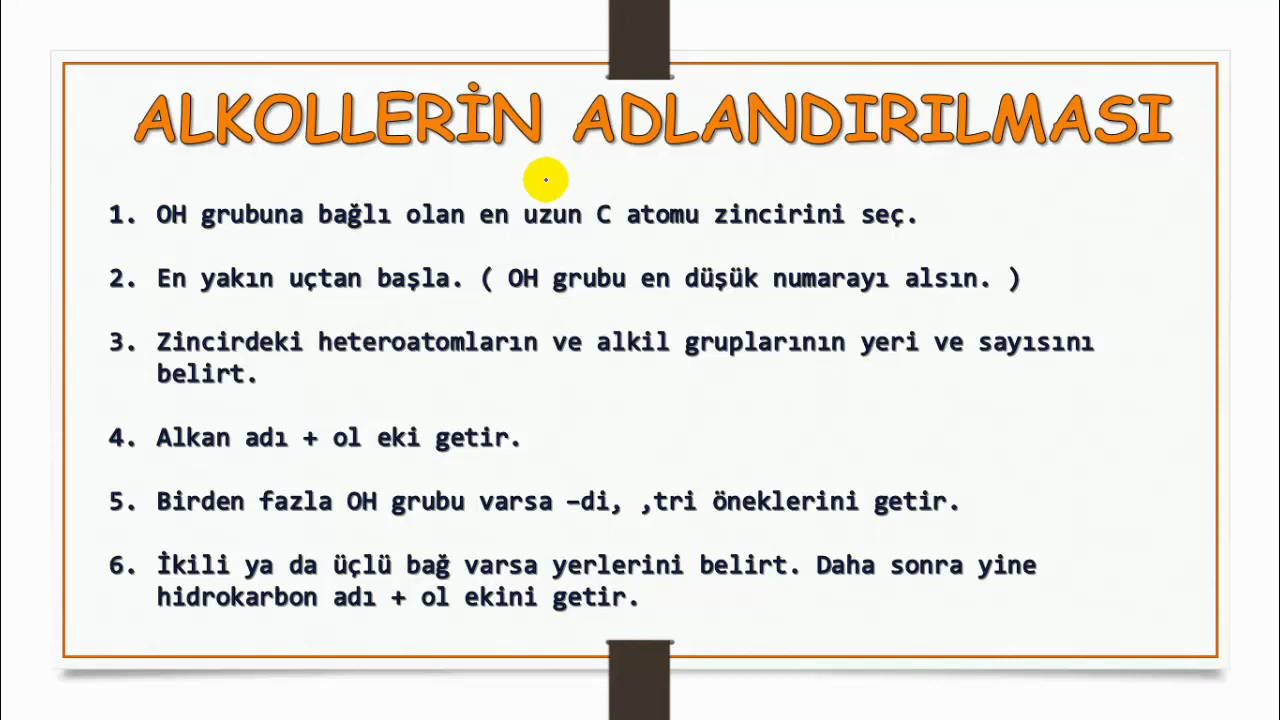 ALKOLLERİN ADLANDIRILMASI
1. OH grubuna bağlı olan en uzun C atomu zincirini seç.
2. En yakın uçtan başla. ( OH grubu en düşük numarayı alsın. )
3. Zincirdeki heteroatomların ve alkil gruplarının yeri ve sayısını
belirt.
4. Alkan adı + ol eki getir.
5. Birden fazla OH grubu varsa –di, ,tri öneklerini getir.
6. İkili ya da üçlü bağ varsa yerlerini belirt. Daha sonra yine
hidrokarbon adı + ol ekini getir.